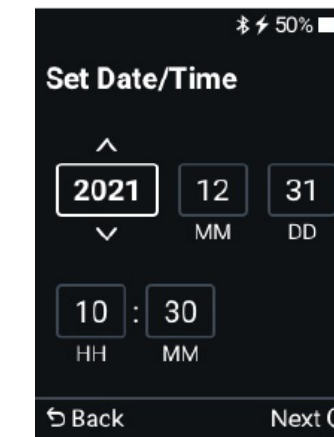 50%
Set Date/Time
2021 12 31
MM DD
10 : 30
HH MM
Back Next